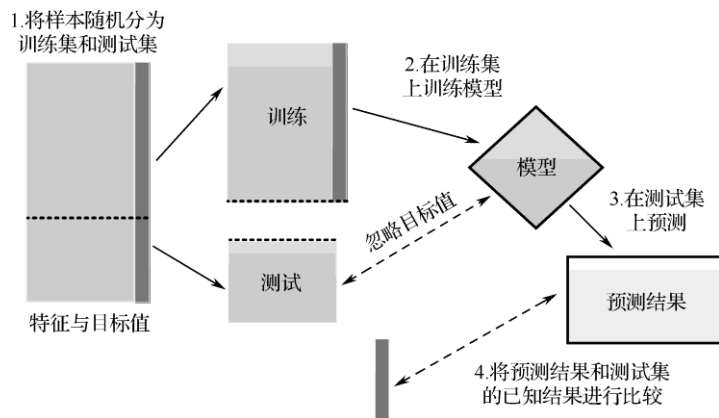 1.将样本随机分为
训练集和测试集
训练
2.在训练集
上训练模型
模型
3.在测试集
上预测
忽略目标值
测试
预测结果
特征与目标值
4.将预测结果和测试集
的已知结果进行比较